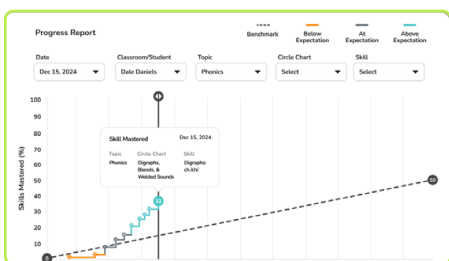 Progress Report
Benchmark
Below Expectation
At Expectation
Above Expectation
Date
Classroom/Student
Topic
Circle Chart
Skill
Dec 15, 2024
Dale Daniels
Phonics
Select
Select
Skills Mastered (%)
100
90
80
70
60
50
40
30
20
10
Skill Mastered Dec 15, 2024
Topic Circle Chart Skill
Phonics Digraphs, Digraphs:
Blends, &
Welded Sounds
22
50
0